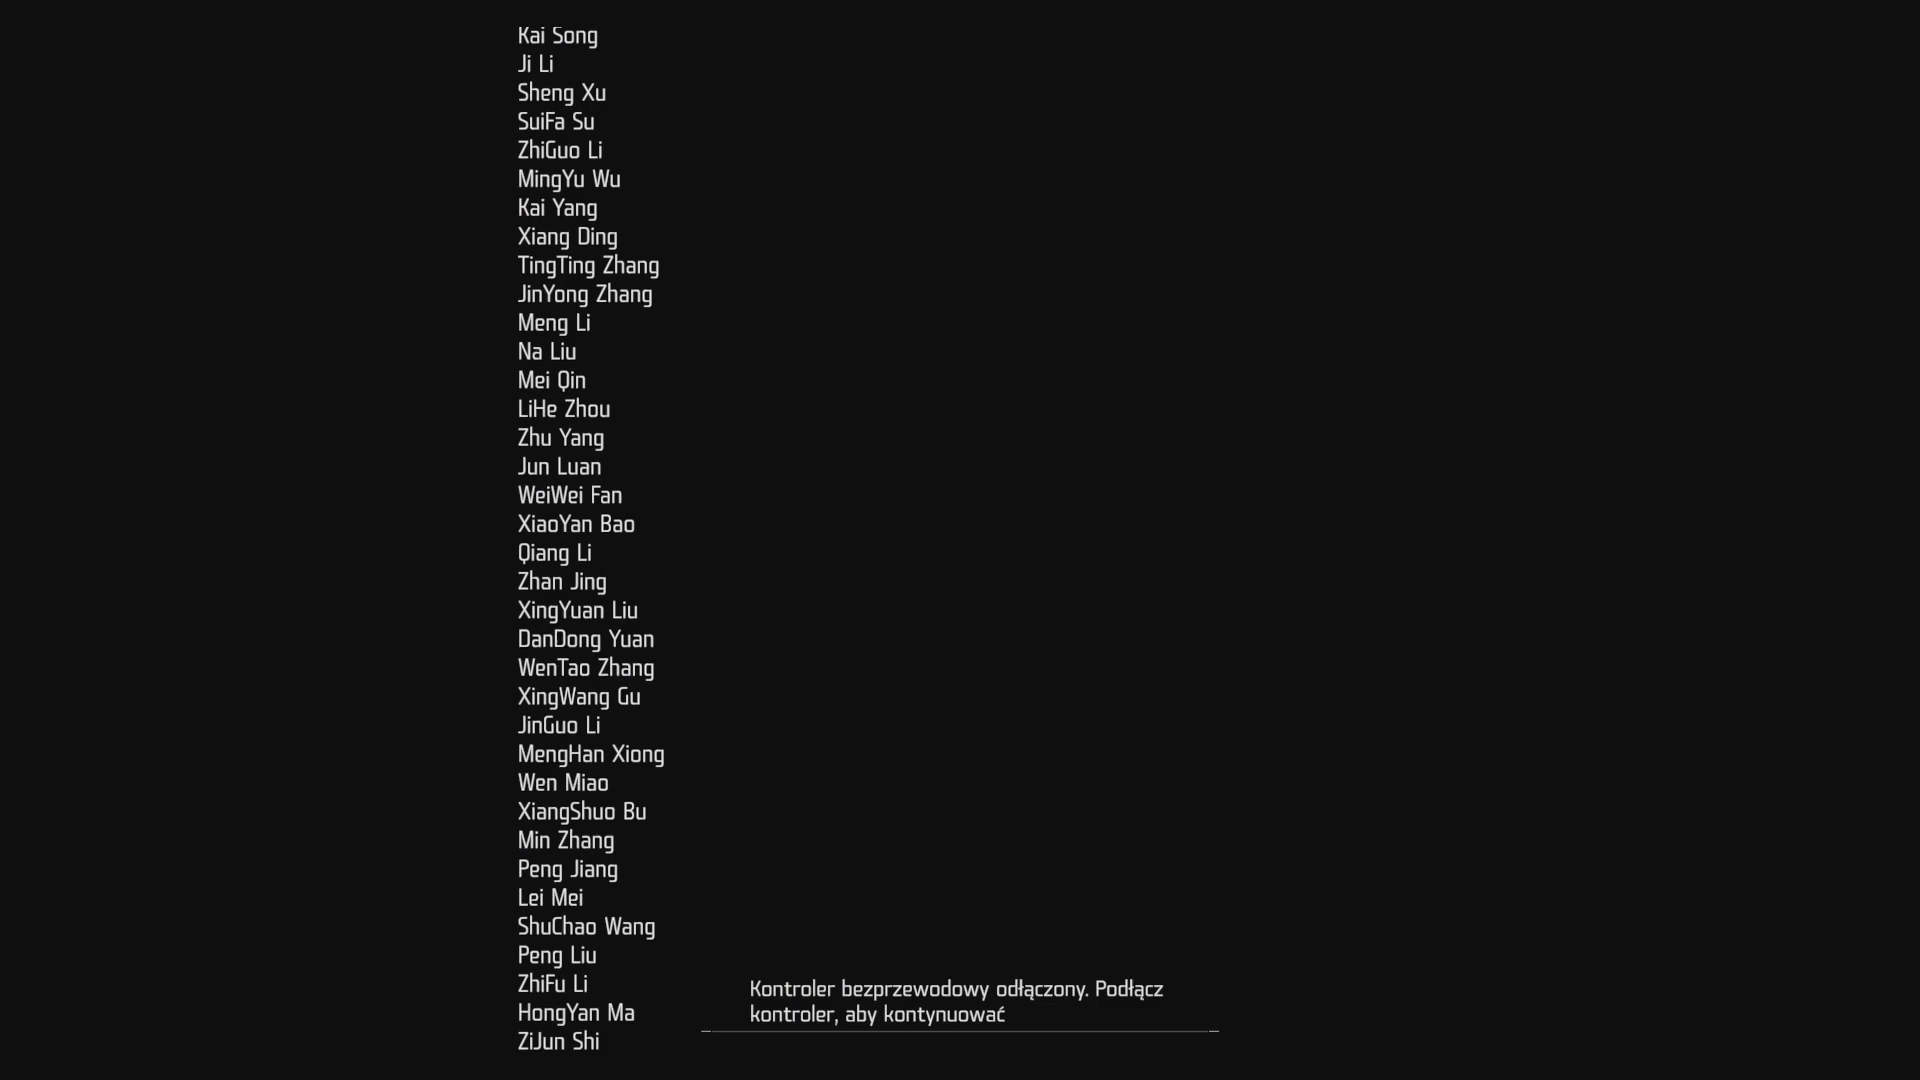 Kai Song
Ji Li
Sheng Xu
SuiFa Su
ZhiGuo Li
MingYu Wu
Kai Yang
Xiang Ding
TingTing Zhang
JinYong Zhang
Meng Li
Na Liu
Mei Qin
LiHe Zhou
Zhu Yang
Jun Luan
WeiWei Fan
XiaoYan Bao
Qiang Li
Zhan Jing
XingYuan Liu
DanDong Yuan
WenTao Zhang
XingWang Gu
JinGuo Li
MengHan Xiong
Wen Miao
XiangShuo Bu
Min Zhang
Peng Jiang
Lei Mei
ShuChao Wang
Peng Liu
ZhiFu Li
HongYan Ma
ZiJun Shi
Kontroler bezprzewodowy odłączony. Podłącz
kontroler, aby kontynuować